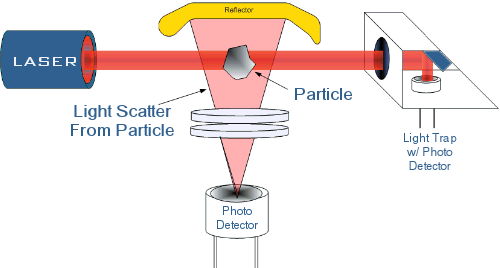 Reflector
LASER
Particle
Light Scatter
From Particle
Light Trap
w/ Photo
Detector
Photo
Detector